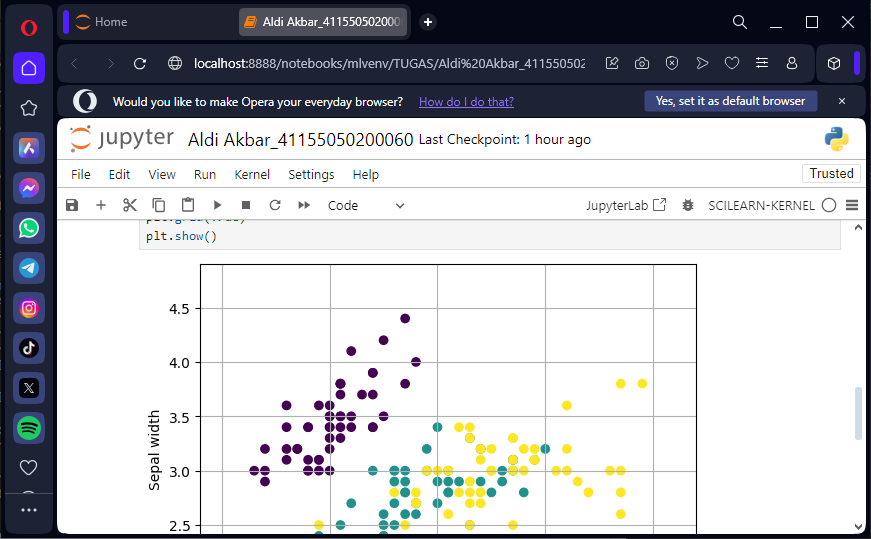 Home
Aldi Akbar_41155050200060
localhost:8888/notebooks/mlvenv/TUGAS/Aldi%20Akbar_411550502
Would you like to make Opera your everyday browser? How do I do that? Yes, set it as default browser
jupyter Aldi Akbar_41155050200060 Last Checkpoint: 1 hour ago
File Edit View Run Kernel Settings Help Trusted
Code JupyterLab SCILEARN-KERNEL
plt.show()
4.5
4.0
3.5
3.0
2.5
Sepal width